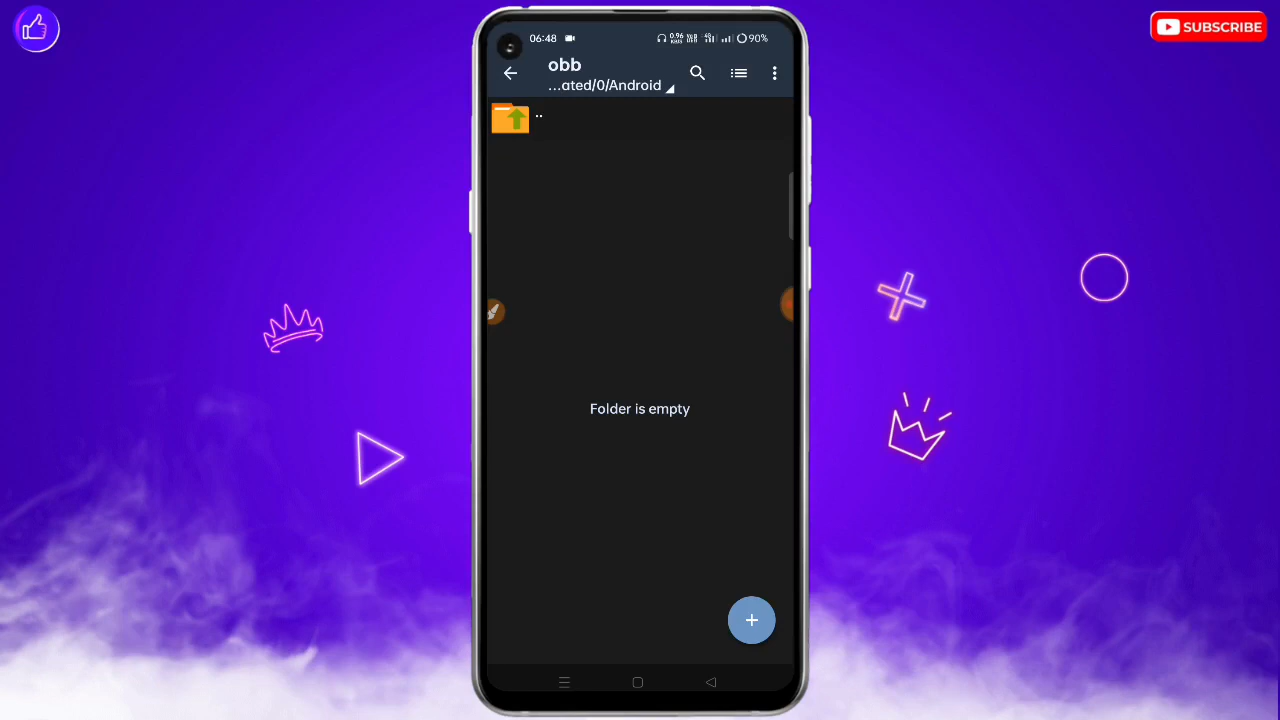 SUBSCRIBE
06:48
90%
obb
...ated/0/Android
..
Folder is empty